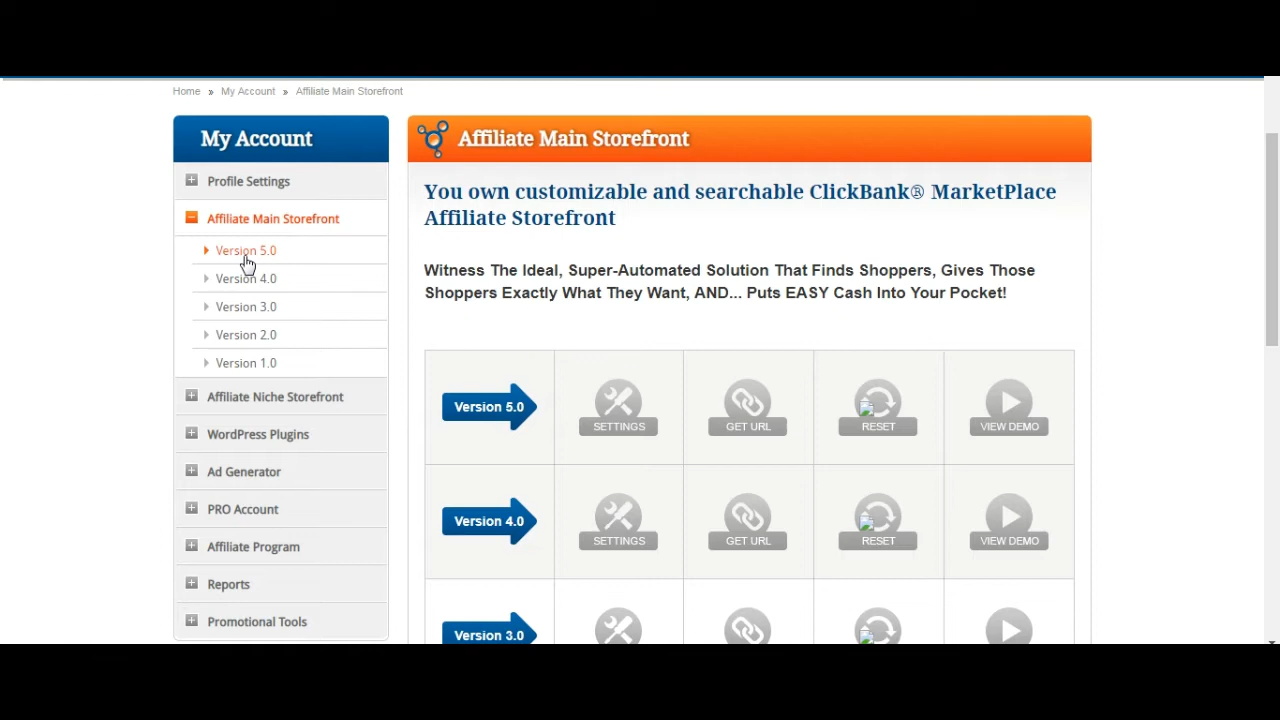 Home » My Account » Affiliate Main Storefront
My Account
Profile Settings
Affiliate Main Storefront
Version 5.0
Version 4.0
Version 3.0
Version 2.0
Version 1.0
Affiliate Niche Storefront
WordPress Plugins
Ad Generator
PRO Account
Affiliate Program
Reports
Promotional Tools
Affiliate Main Storefront
You own customizable and searchable ClickBank® MarketPlace
Affiliate Storefront
Witness The Ideal, Super-Automated Solution That Finds Shoppers, Gives Those
Shoppers Exactly What They Want, AND... Puts EASY Cash Into Your Pocket!
Version 5.0 SETTINGS GET URL RESET VIEW DEMO
Version 4.0 SETTINGS GET URL RESET VIEW DEMO
Version 3.0